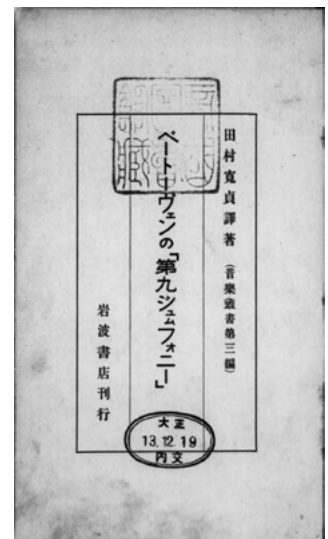 田村寛貞譯著 (音樂叢書第三編)
ベートーヴェンの「第九シュムフォニー」
岩波書店刊行
大正
13.12.19
内交